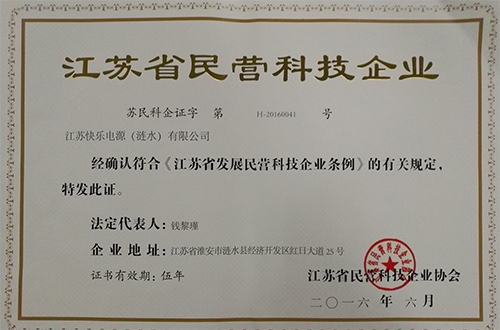 江苏省民营科技企业
苏民科企证字 第 H-20160041 号
江苏快乐电源（涟水）有限公司
经确认符合《江苏省发展民营科技企业条例》的有关规定，
特发此证。
法定代表人：钱黎瑾
企业地址：江苏省淮安市涟水县经济开发区红日大道25号
证书有效期：伍年
江苏省民营科技企业协会
二〇一六年 六月